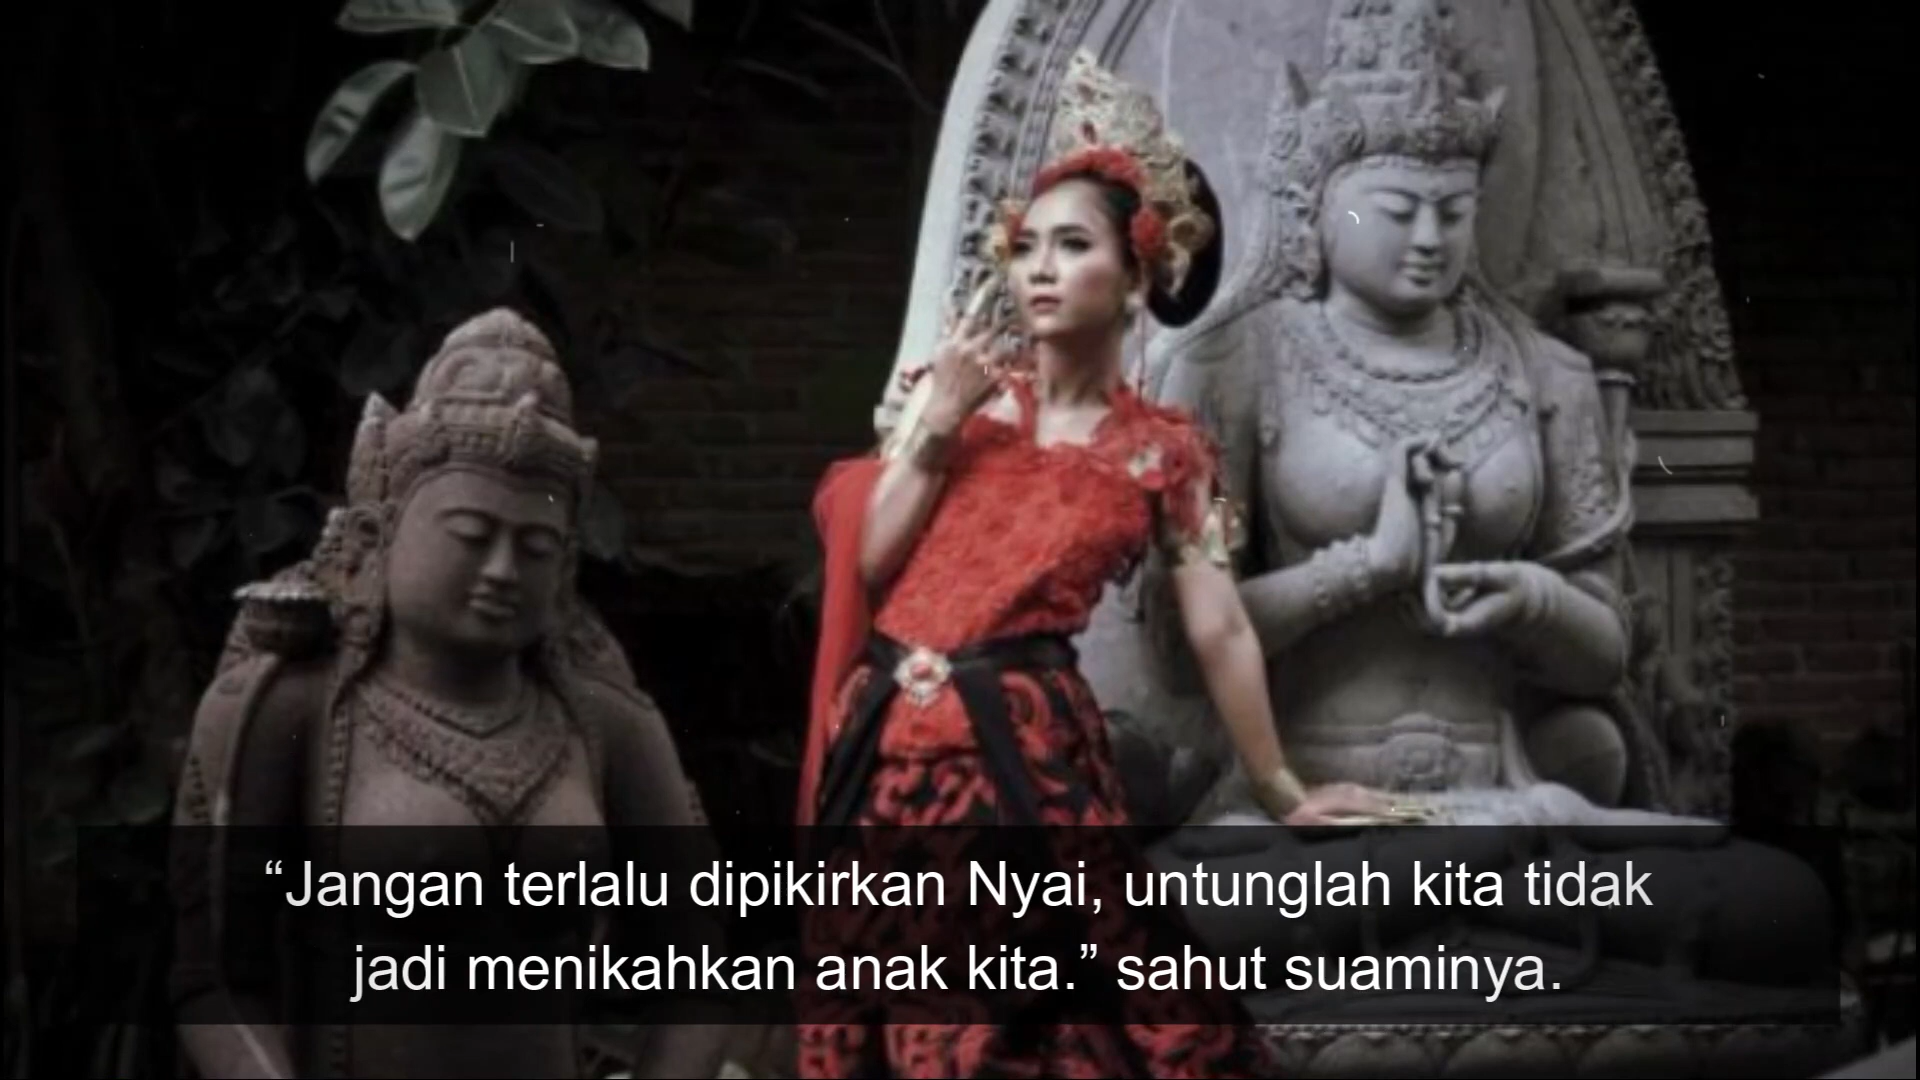 “Jangan terlalu dipikirkan Nyai, untunglah kita tidak
jadi menikahkan anak kita.” sahut suaminya.